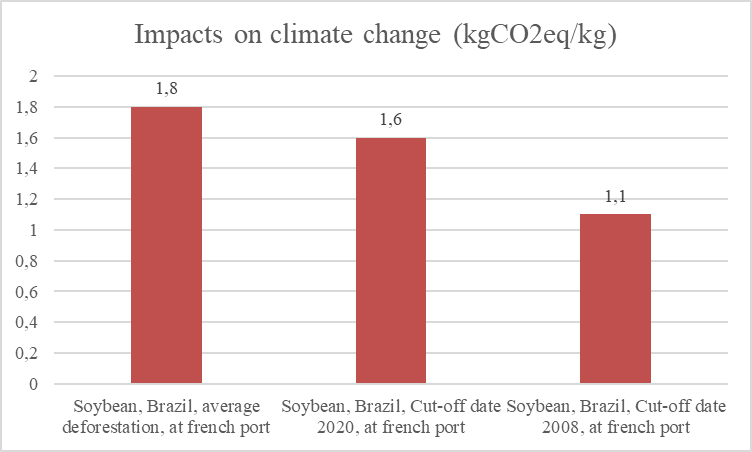 Impacts on climate change (kgCO2eq/kg)
2
1,8
1,6
1,4
1,2
1
0,8
0,6
0,4
0,2
0
1,8
1,6
1,1
Soybean, Brazil, average
deforestation, at french port
Soybean, Brazil, Cut-off date
2020, at french port
Soybean, Brazil, Cut-off date
2008, at french port